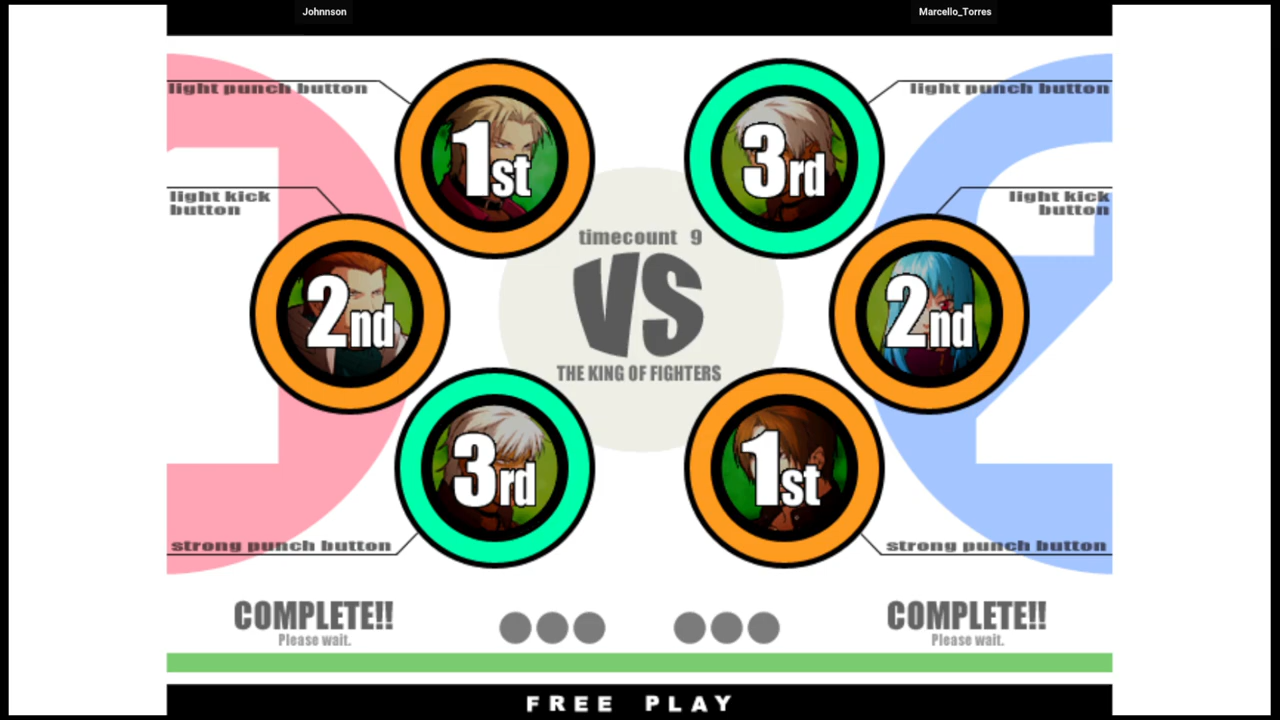 Johnnson
Marcello_Torres
light punch button
light punch button
1st
3rd
light kick
button
light kick
button
timecount 9
VS
THE KING OF FIGHTERS
2nd
2nd
3rd
1st
strong punch button
strong punch button
COMPLETE!!
Please wait.
COMPLETE!!
Please wait.
FREE PLAY